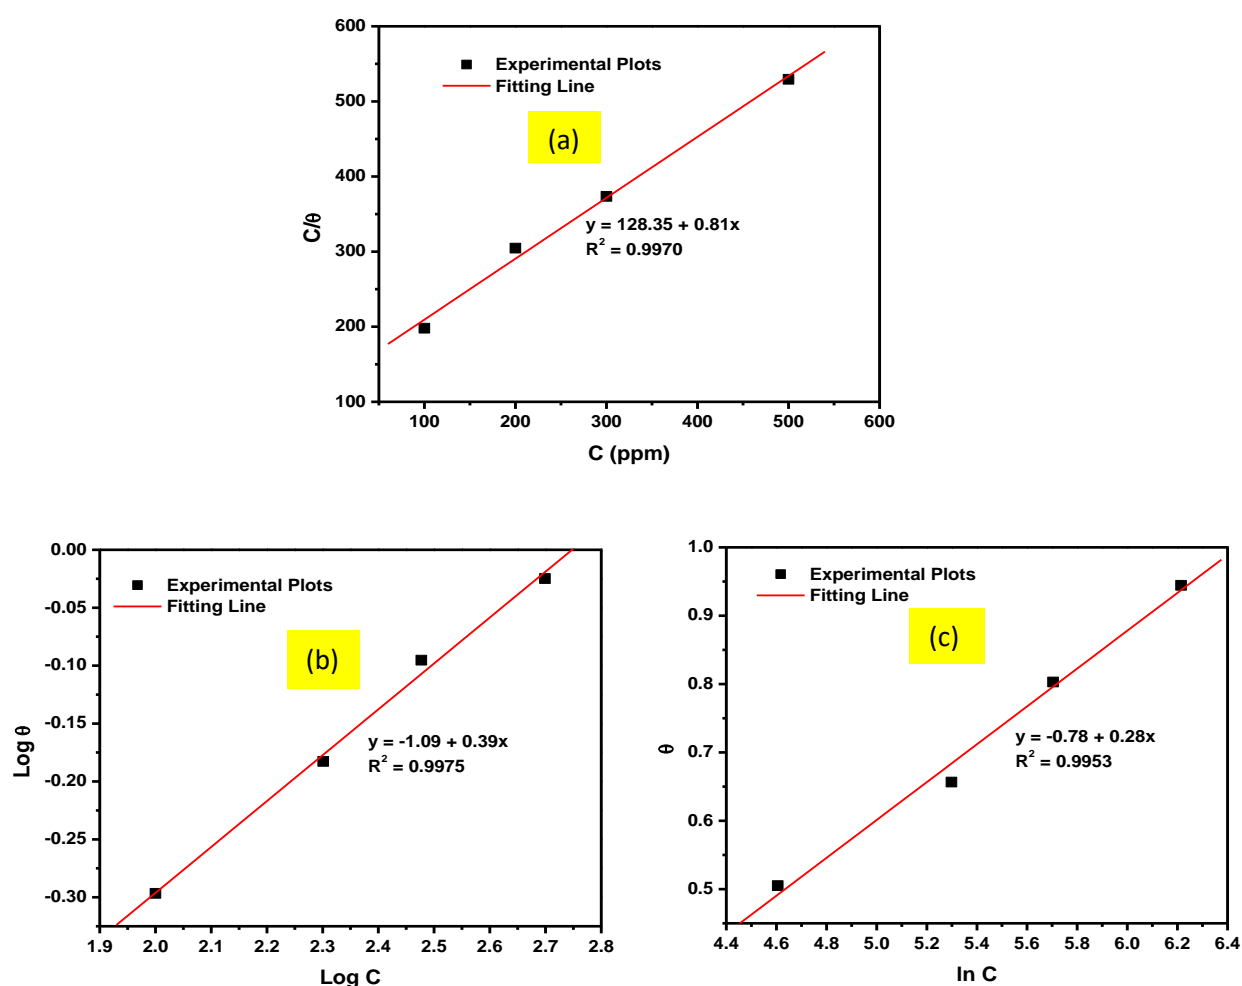 600
500
400
300
200
100
C/θ
Experimental Plots
Fitting Line
(a)
y = 128.35 + 0.81x
R² = 0.9970
100 200 300 400 500 600
C (ppm)
0.00
-0.05
-0.10
-0.15
-0.20
-0.25
-0.30
Log θ
Experimental Plots
Fitting Line
(b)
y = -1.09 + 0.39x
R² = 0.9975
1.9 2.0 2.1 2.2 2.3 2.4 2.5 2.6 2.7 2.8
Log C
1.0
0.9
0.8
0.7
0.6
0.5
θ
Experimental Plots
Fitting Line
(c)
y = -0.78 + 0.28x
R² = 0.9953
4.4 4.6 4.8 5.0 5.2 5.4 5.6 5.8 6.0 6.2 6.4
ln C